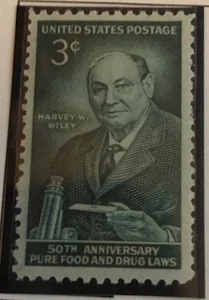 UNITED STATES POSTAGE
3¢
HARVEY W.
WILEY
50TH ANNIVERSARY
PURE FOOD AND DRUG LAWS